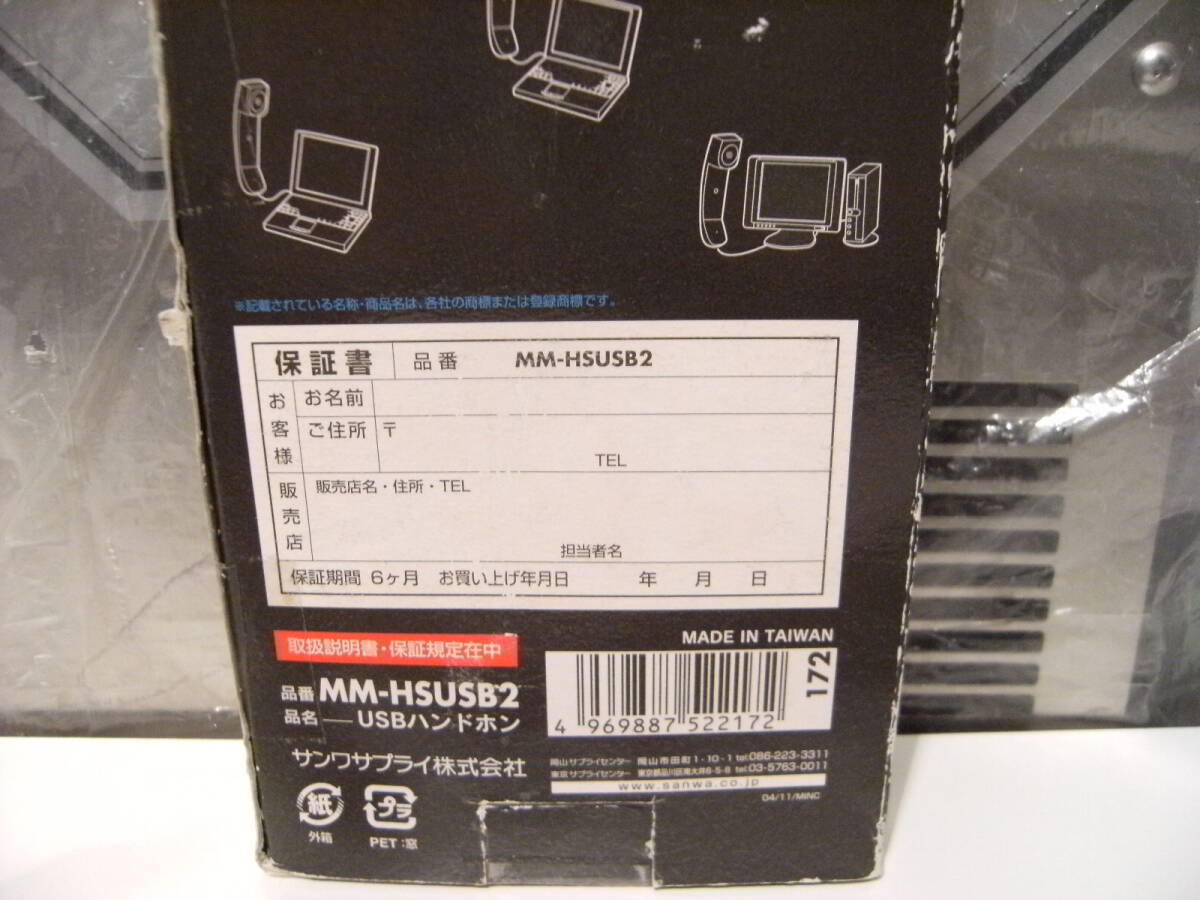 ※記載されている名称・商品名は、各社の商標または登録商標です。
保証書 品番 MM-HSUSB2
お客様
お名前
ご住所 〒
TEL
販売店
販売店名・住所・TEL
担当者名
保証期間 6ヶ月 お買い上げ年月日 年 月 日
取扱説明書・保証規定在中
MADE IN TAIWAN
172
品番 MM-HSUSB2
品名 ― USBハンドホン
4 969887 522172
サンワサプライ株式会社
岡山サプライセンター 岡山市田町1-10-1 tel.086-223-3311
東京サプライセンター 東京都品川区南大井6-5-8 tel.03-5763-0011
www.sanwa.co.jp
04/11/MINC
紙
外箱
プラ
PET:窓